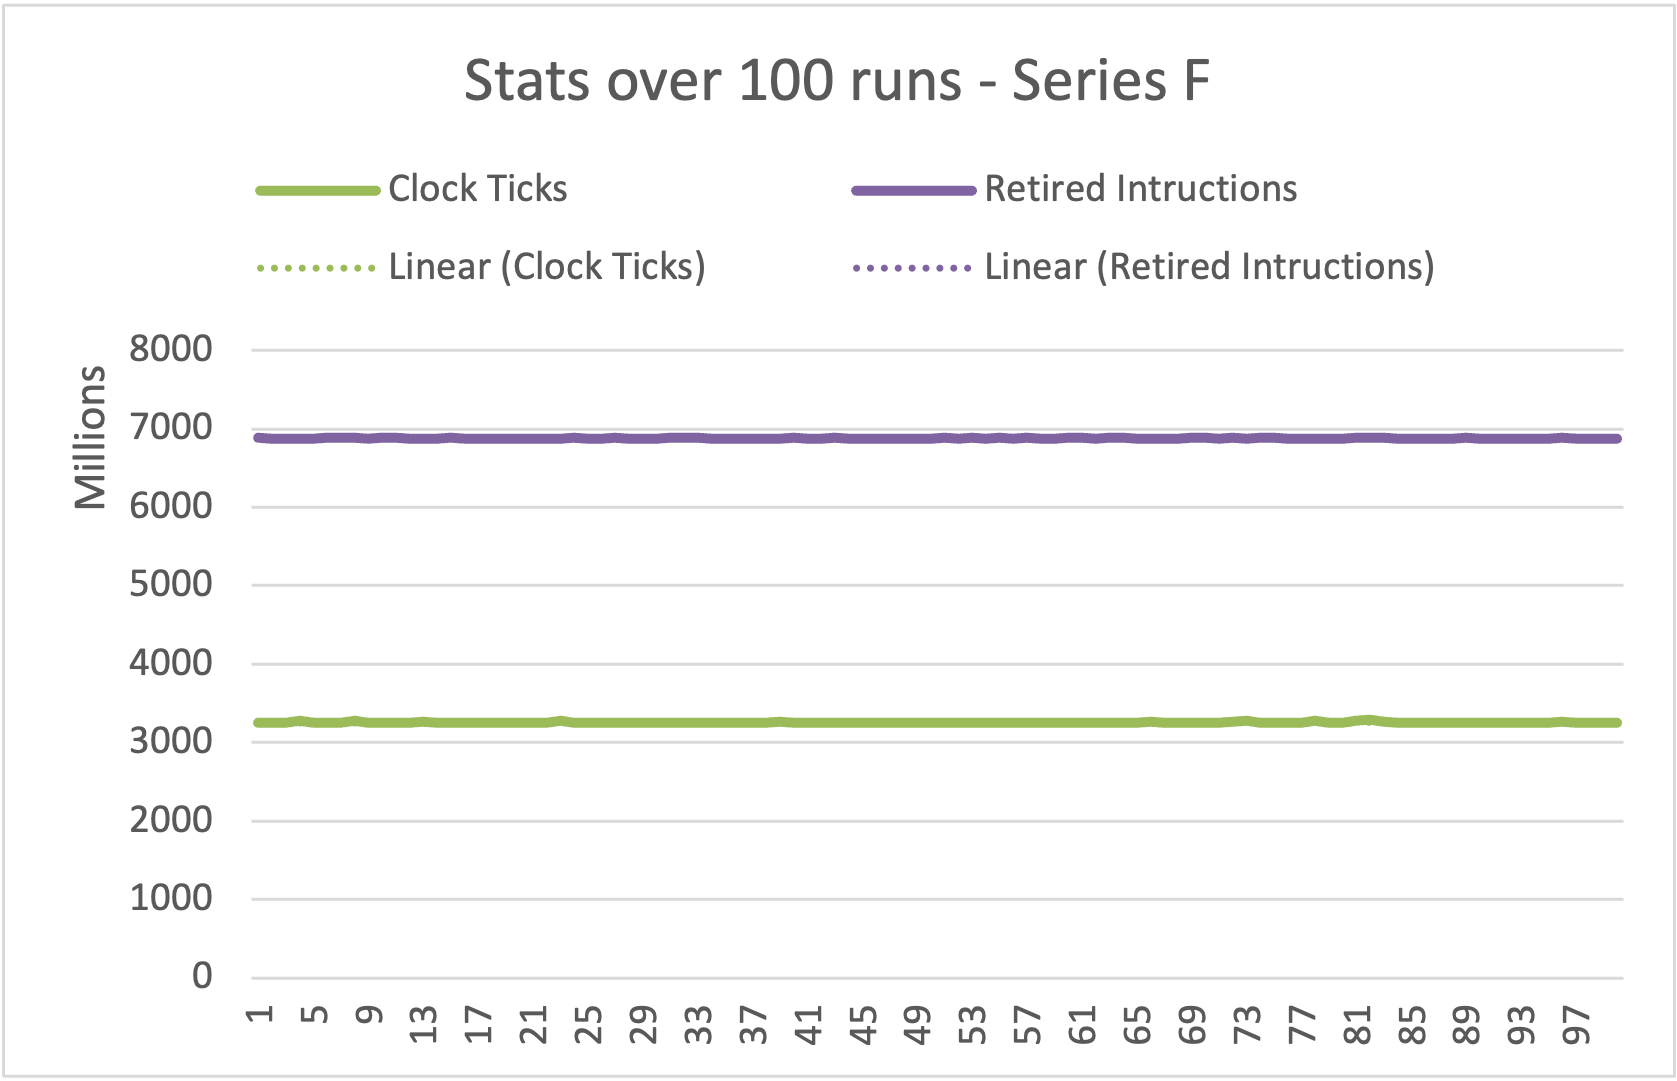 Stats over 100 runs - Series F
Clock Ticks
Retired Intructions
Linear (Clock Ticks)
Linear (Retired Intructions)
Millions
8000
7000
6000
5000
4000
3000
2000
1000
0
1 5 9 13 17 21 25 29 33 37 41 45 49 53 57 61 65 69 73 77 81 85 89 93 97